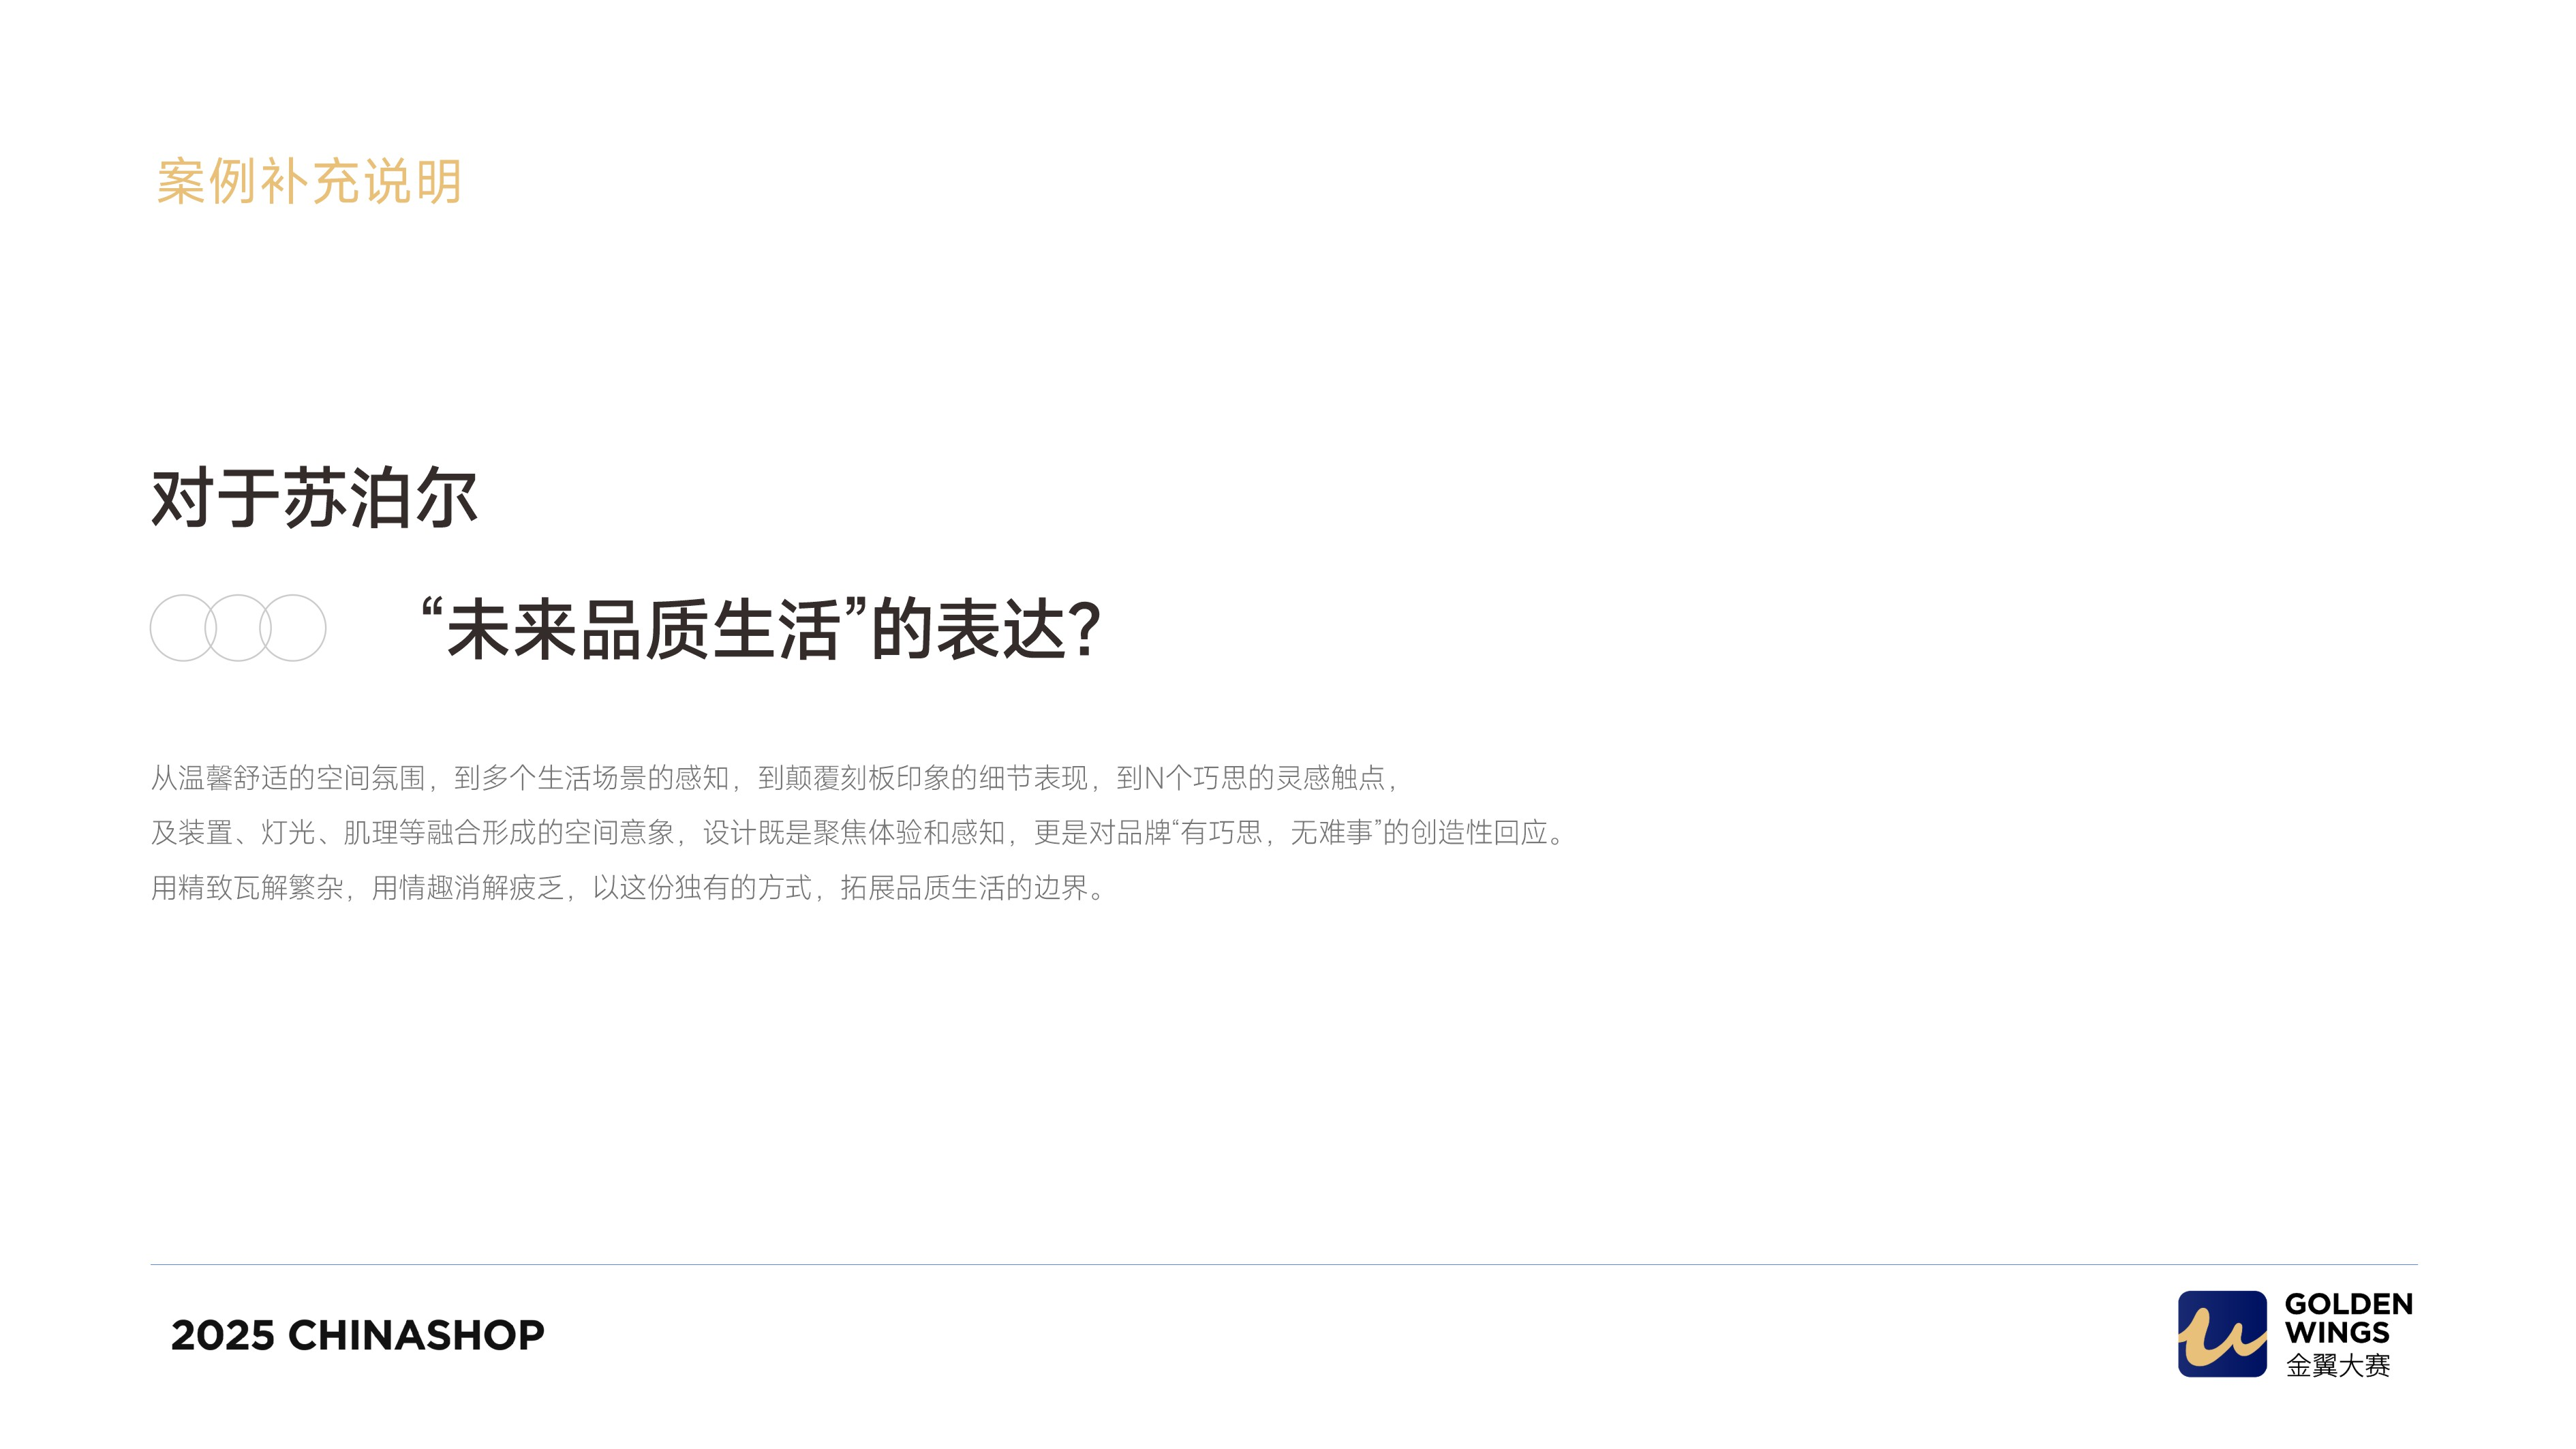 案例补充说明
对于苏泊尔
“未来品质生活”的表达？
从温馨舒适的空间氛围，到多个生活场景的感知，到颠覆刻板印象的细节表现，到N个巧思的灵感触点，
及装置、灯光、肌理等融合形成的空间意象，设计既是聚焦体验和感知，更是对品牌“有巧思，无难事”的创造性回应。
用精致瓦解繁杂，用情趣消解疲乏，以这份独有的方式，拓展品质生活的边界。
2025 CHINASHOP
GOLDEN
WINGS
金翼大赛